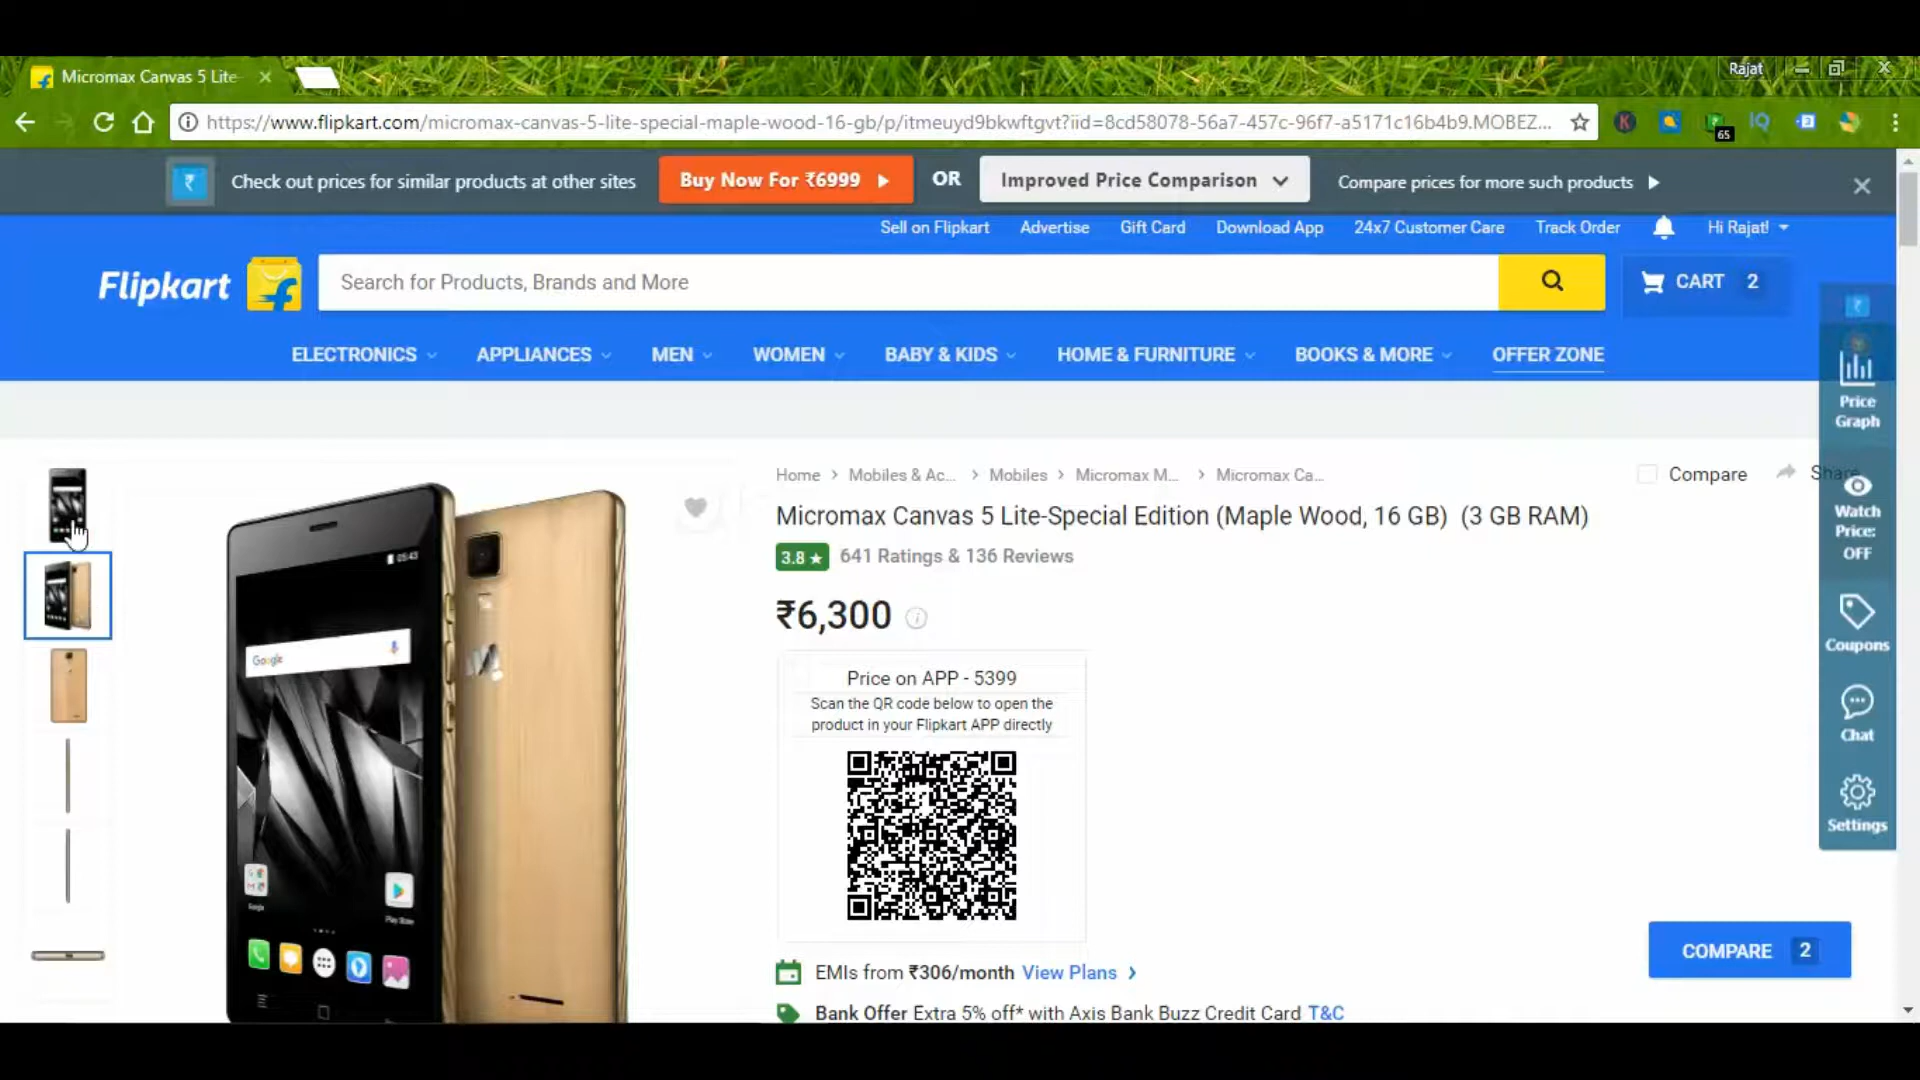 Micromax Canvas 5 Lite
Rajat
https://www.flipkart.com/micromax-canvas-5-lite-special-maple-wood-16-gb/p/itmeuyd9bkwftgvt?iid=8cd58078-56a7-457c-96f7-a5171c16b4b9.MOBEZ...
65
Check out prices for similar products at other sites
Buy Now For ₹6999
OR
Improved Price Comparison
Compare prices for more such products
Sell on Flipkart
Advertise
Gift Card
Download App
24x7 Customer Care
Track Order
Hi Rajat!
Flipkart
Search for Products, Brands and More
CART 2
ELECTRONICS
APPLIANCES
MEN
WOMEN
BABY & KIDS
HOME & FURNITURE
BOOKS & MORE
OFFER ZONE
Price
Graph
Home > Mobiles & Ac... > Mobiles > Micromax M... > Micromax Ca...
Compare
Share
Micromax Canvas 5 Lite-Special Edition (Maple Wood, 16 GB) (3 GB RAM)
Watch
Price:
OFF
3.8 ★ 641 Ratings & 136 Reviews
₹6,300
Coupons
Price on APP - 5399
Scan the QR code below to open the
product in your Flipkart APP directly
Chat
Settings
Google
Google
Play Store
COMPARE 2
EMIs from ₹306/month View Plans
Bank Offer Extra 5% off* with Axis Bank Buzz Credit Card T&C